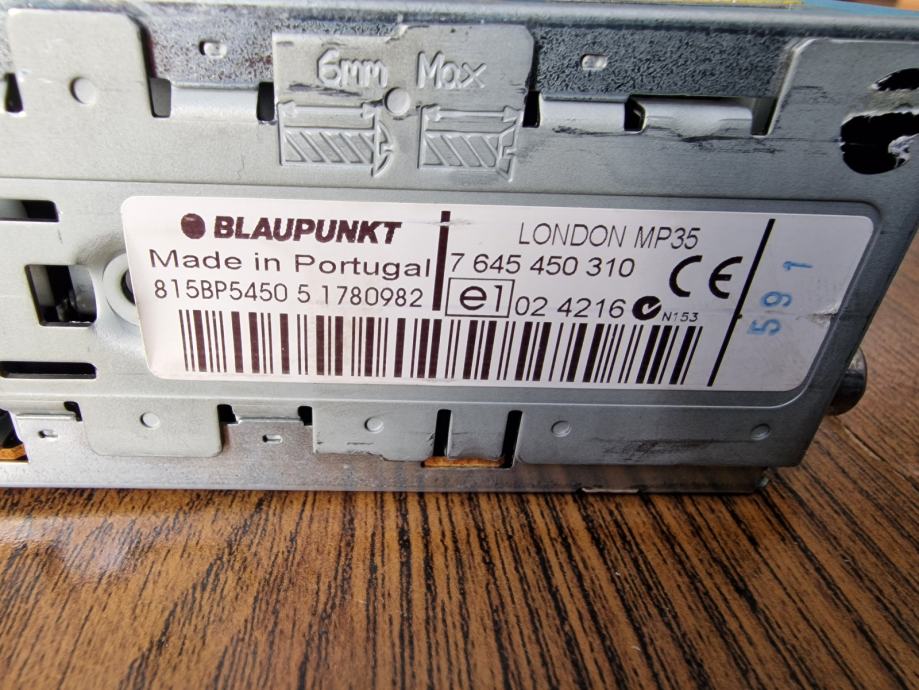 6mm Max
BLAUPUNKT
Made in Portugal
815BP5450 5 1780982
LONDON MP35
7 645 450 310
CE
e1 02 4216 N153
591